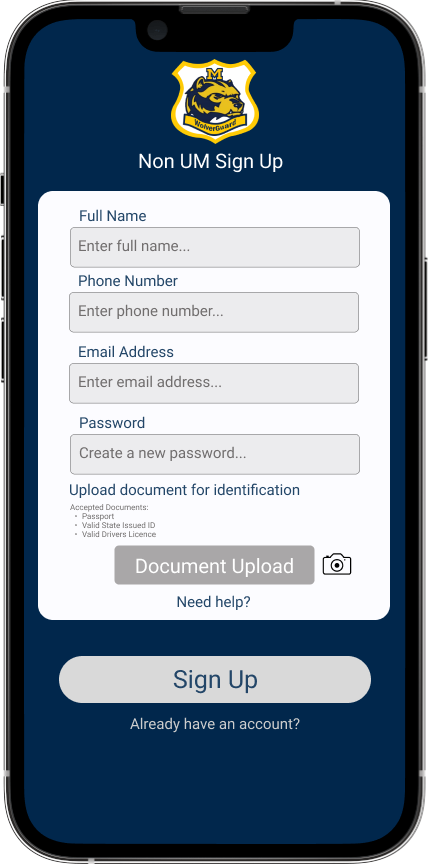 M
WolverGuard
Non UM Sign Up
Full Name
Enter full name...
Phone Number
Enter phone number...
Email Address
Enter email address...
Password
Create a new password...
Upload document for identification
Accepted Documents:
• Passport
• Valid State Issued ID
• Valid Drivers Licence
Document Upload
Need help?
Sign Up
Already have an account?